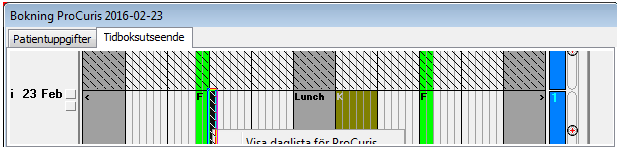 Bokning ProCuris 2016-02-23
Patientuppgifter Tidboksutseende
i 23 Feb < F Lunch K F > 1
Visa daglista för ProCuris